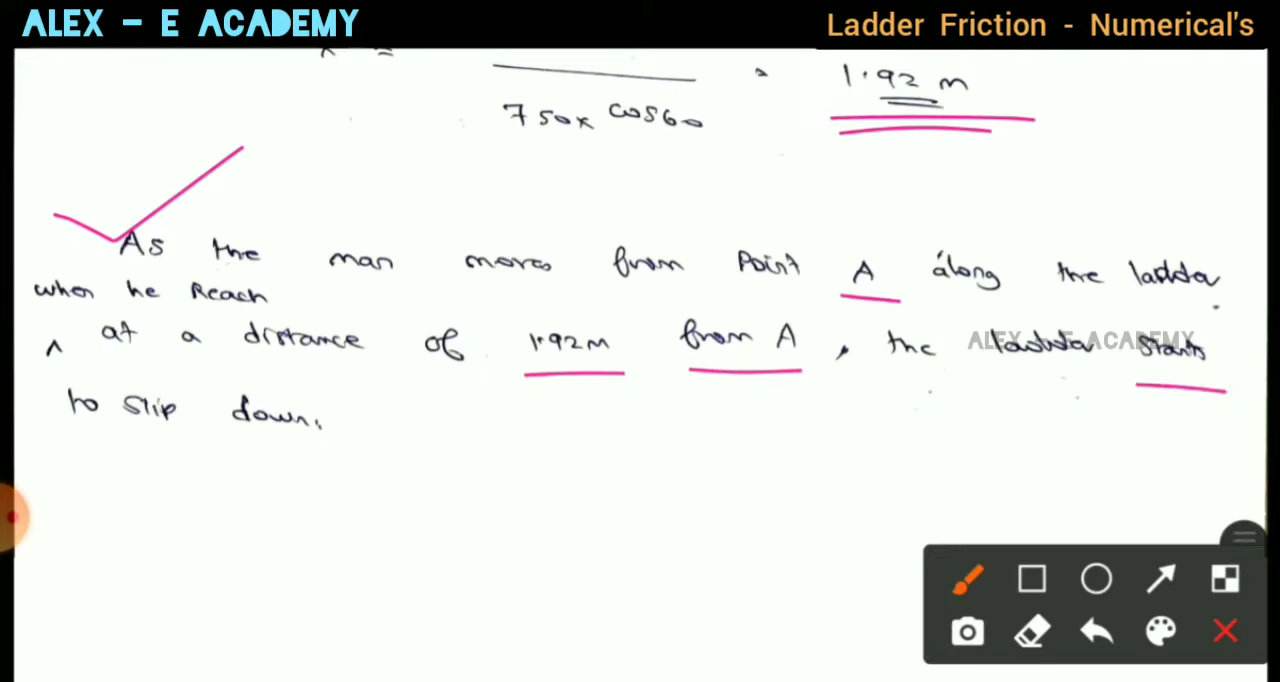 ALEX - E ACADEMY
Ladder Friction - Numerical's
x =
750x cos60
1.92 m
As the man moves from Point A along the ladder
when he Reach
^ at a distance of 1.92m from A, the ladder starts
ALEX - E ACADEMY
to slip down.